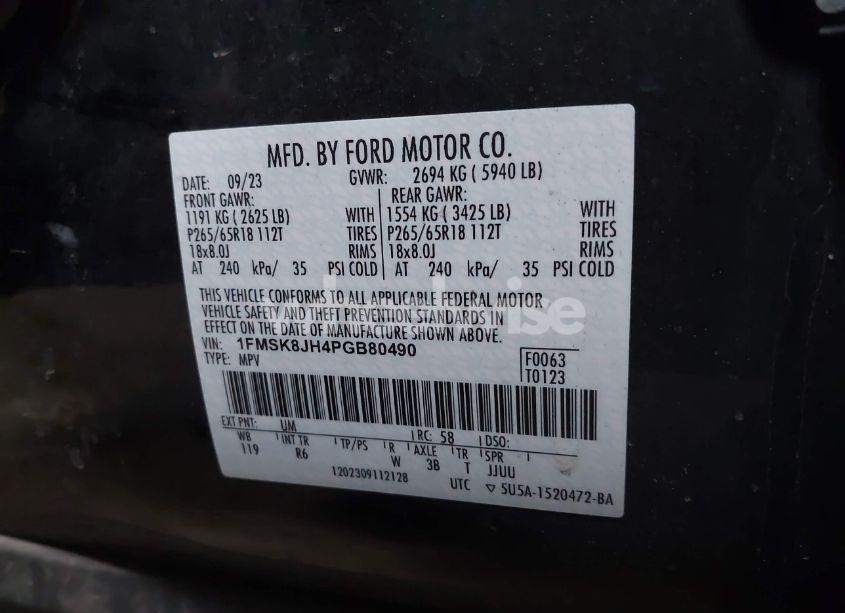 MFD. BY FORD MOTOR CO.
DATE: 09/23 GVWR: 2694 KG ( 5940 LB)
FRONT GAWR: REAR GAWR:
1191 KG ( 2625 LB) WITH 1554 KG ( 3425 LB) WITH
P265/65R18 112T TIRES P265/65R18 112T TIRES
18x8.0J RIMS 18x8.0J RIMS
AT 240 kPa/ 35 PSI COLD AT 240 kPa/ 35 PSI COLD
THIS VEHICLE CONFORMS TO ALL APPLICABLE FEDERAL MOTOR
VEHICLE SAFETY AND THEFT PREVENTION STANDARDS IN
EFFECT ON THE DATE OF MANUFACTURE SHOWN ABOVE.
VIN: 1FMSK8JH4PGB80490
TYPE: MPV
F0063
T0123
EXT PNT: UM RC: 58 DSO:
WB INT TR TP/PS R AXLE TR SPR
119 R6 W 3B T JJUU
1202309112128 UTC ▽ 5U5A-1520472-BA